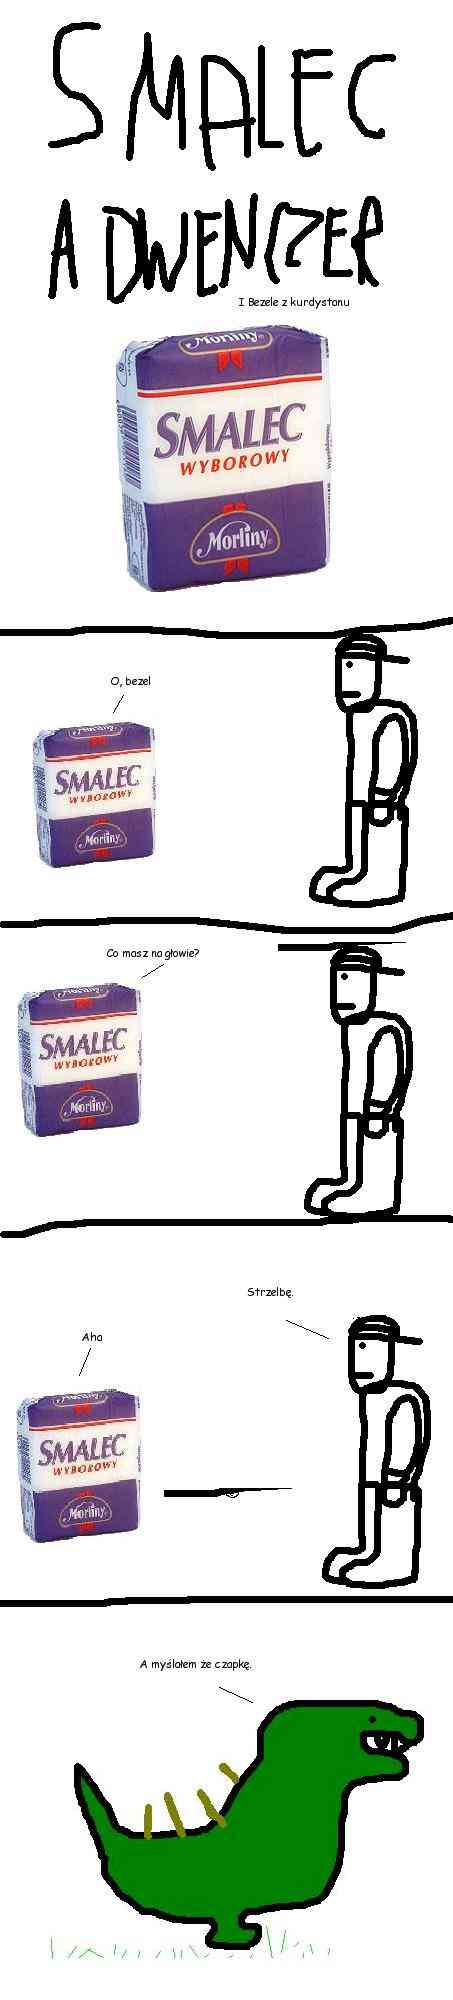 SMALEC
A DWENCZER
I Bezele z kurdystanu
Morliny
SMALEC
WYBOROWY
Morliny
O, bezel
SMALEC
WYBOROWY
Morliny
Co masz na głowie?
SMALEC
WYBOROWY
Morliny
Strzelbę.
Aha
SMALEC
WYBOROWY
Morliny
A myślałem że czapkę.